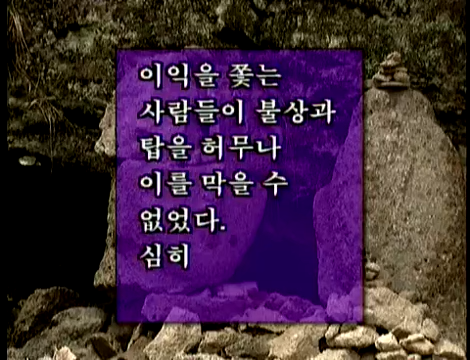 이익을 쫓는
사람들이 불상과
탑을 허무나
이를 막을 수
없었다.
심히